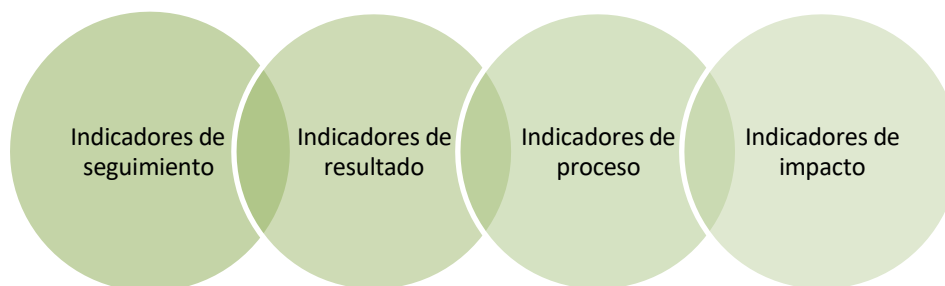 Indicadores de
seguimiento
Indicadores de
resultado
Indicadores de
proceso
Indicadores de
impacto